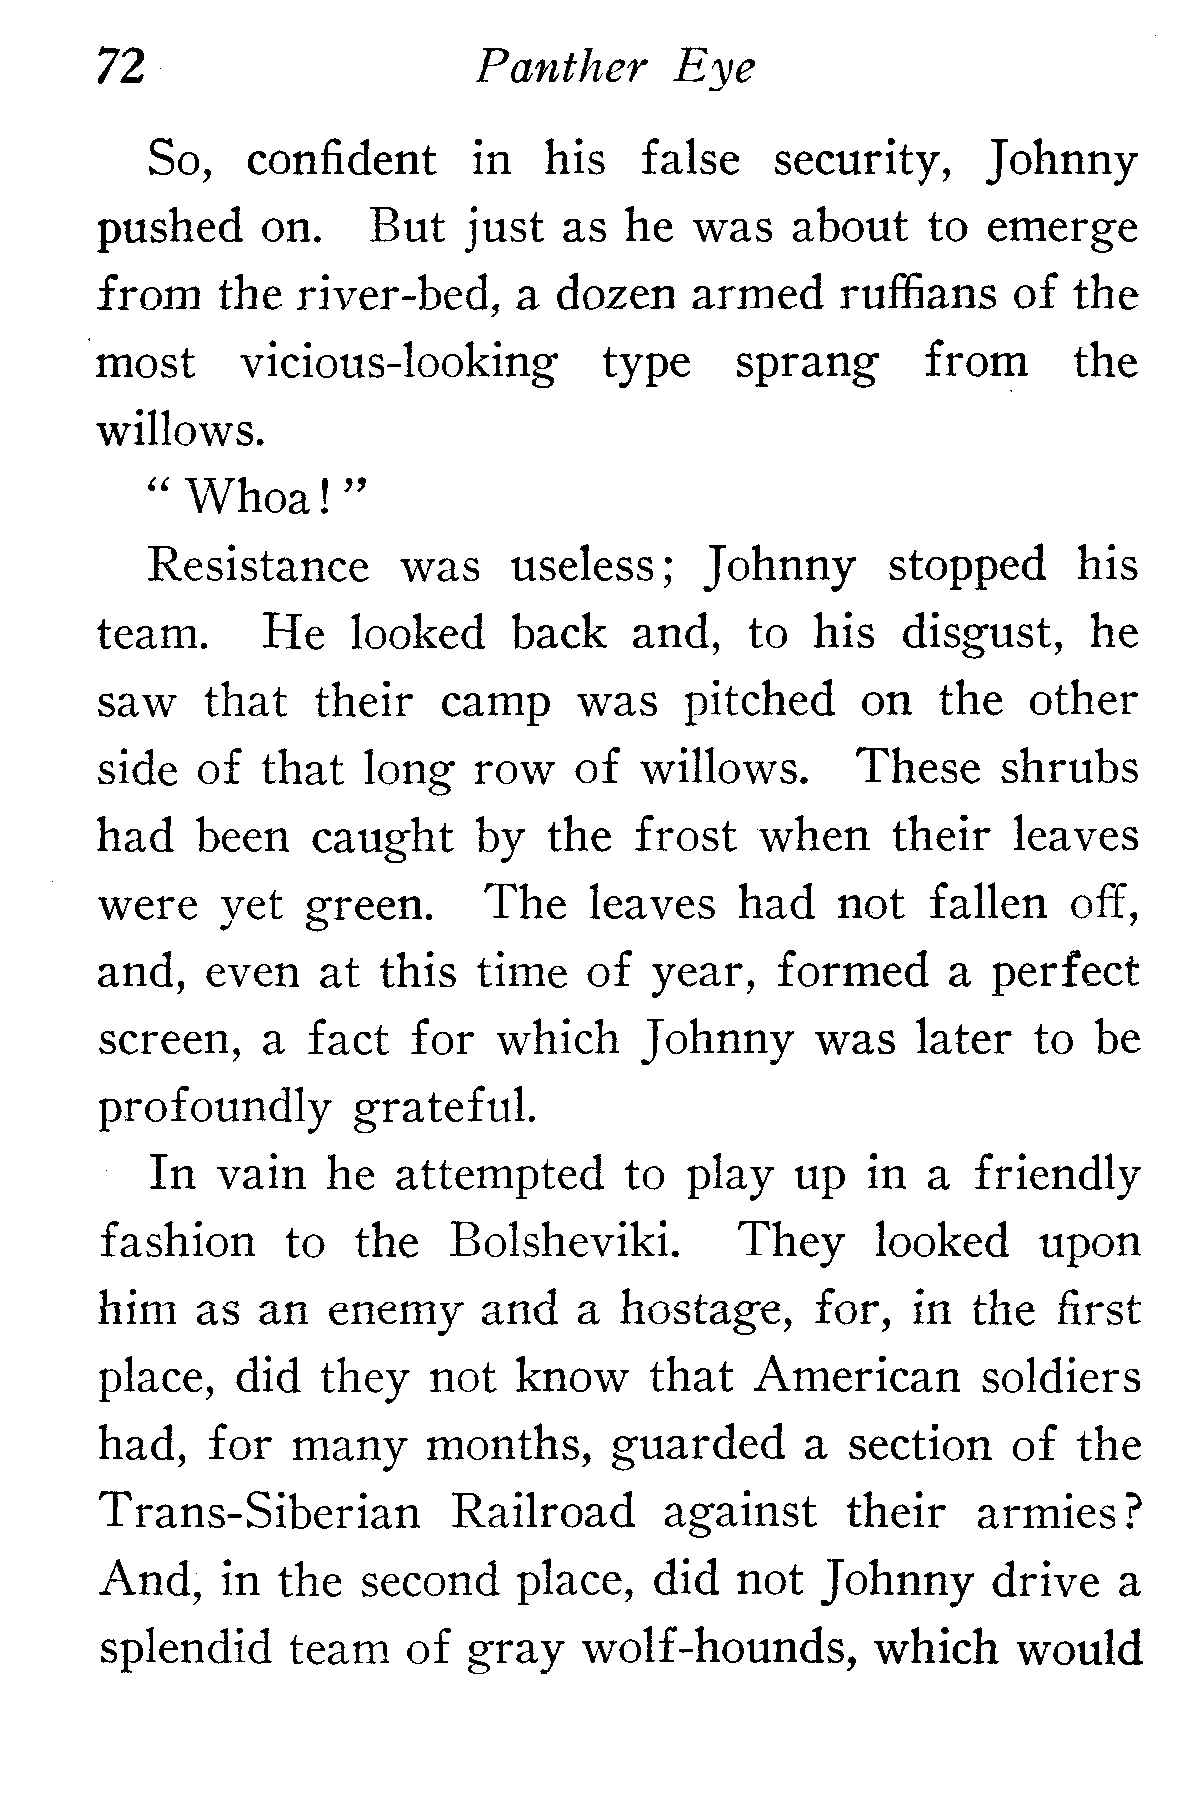 72 Panther Eye
So, confident in his false security, Johnny
pushed on. But just as he was about to emerge
from the river-bed, a dozen armed ruffians of the
most vicious-looking type sprang from the
willows.
“ Whoa! ”
Resistance was useless; Johnny stopped his
team. He looked back and, to his disgust, he
saw that their camp was pitched on the other
side of that long row of willows. These shrubs
had been caught by the frost when their leaves
were yet green. The leaves had not fallen off,
and, even at this time of year, formed a perfect
screen, a fact for which Johnny was later to be
profoundly grateful.
In vain he attempted to play up in a friendly
fashion to the Bolsheviki. They looked upon
him as an enemy and a hostage, for, in the first
place, did they not know that American soldiers
had, for many months, guarded a section of the
Trans-Siberian Railroad against their armies?
And, in the second place, did not Johnny drive a
splendid team of gray wolf-hounds, which would